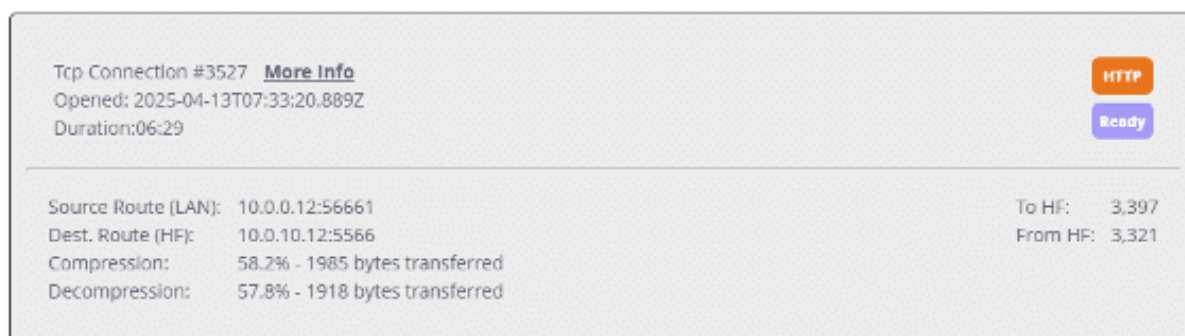 Tcp Connection #3527 More Info
HTTP
Opened: 2025-04-13T07:33:20.889Z
Ready
Duration:06:29
Source Route (LAN): 10.0.0.12:56661
To HF: 3,397
Dest. Route (HF): 10.0.10.12:5566
From HF: 3,321
Compression: 58.2% - 1985 bytes transferred
Decompression: 57.8% - 1918 bytes transferred